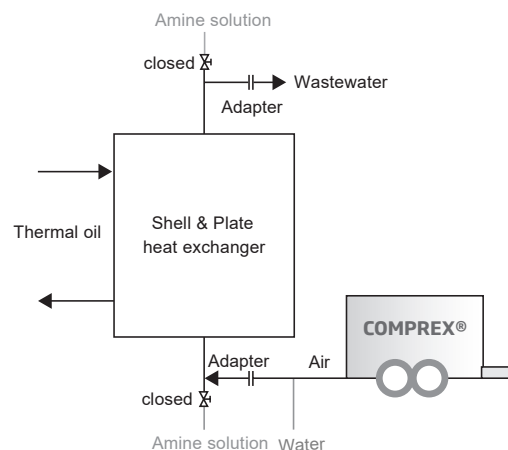 Amine solution
closed
Wastewater
Adapter
Thermal oil
Shell & Plate
heat exchanger
COMPREX®
Adapter
Air
closed
Amine solution
Water